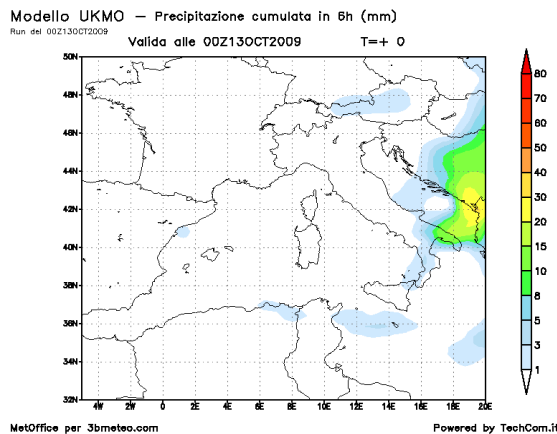 Modello UKMO — Precipitazione cumulata in 6h (mm)
Run del 00Z13OCT2009
Valida alle 00Z13OCT2009 T=+ 0
50N
48N
46N
44N
42N
40N
38N
36N
34N
32N
4W 2W 0 2E 4E 6E 8E 10E 12E 14E 16E 18E 20E
80
70
60
50
40
30
20
15
10
8
5
3
1
MetOffice per 3bmeteo.com Powered by TechCom.it